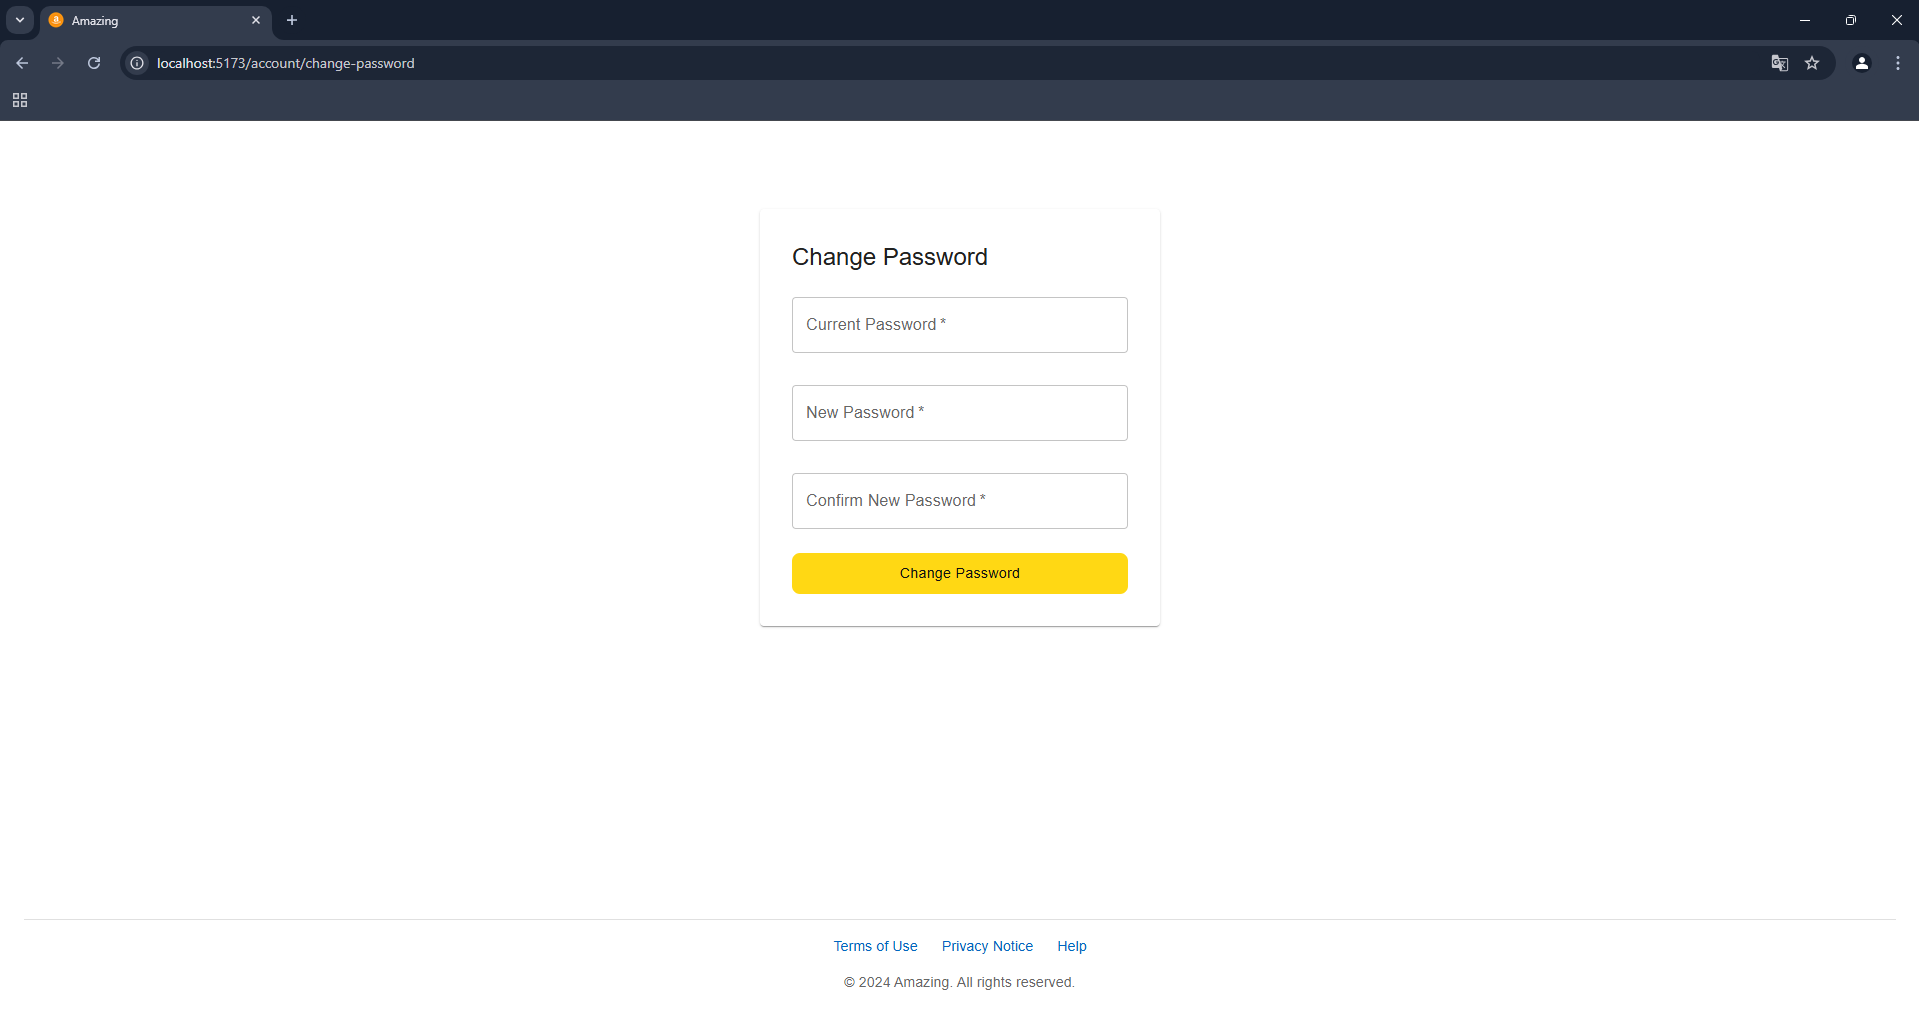 Amazing
localhost:5173/account/change-password
Change Password
Current Password *
New Password *
Confirm New Password *
Change Password
Terms of Use Privacy Notice Help
© 2024 Amazing. All rights reserved.